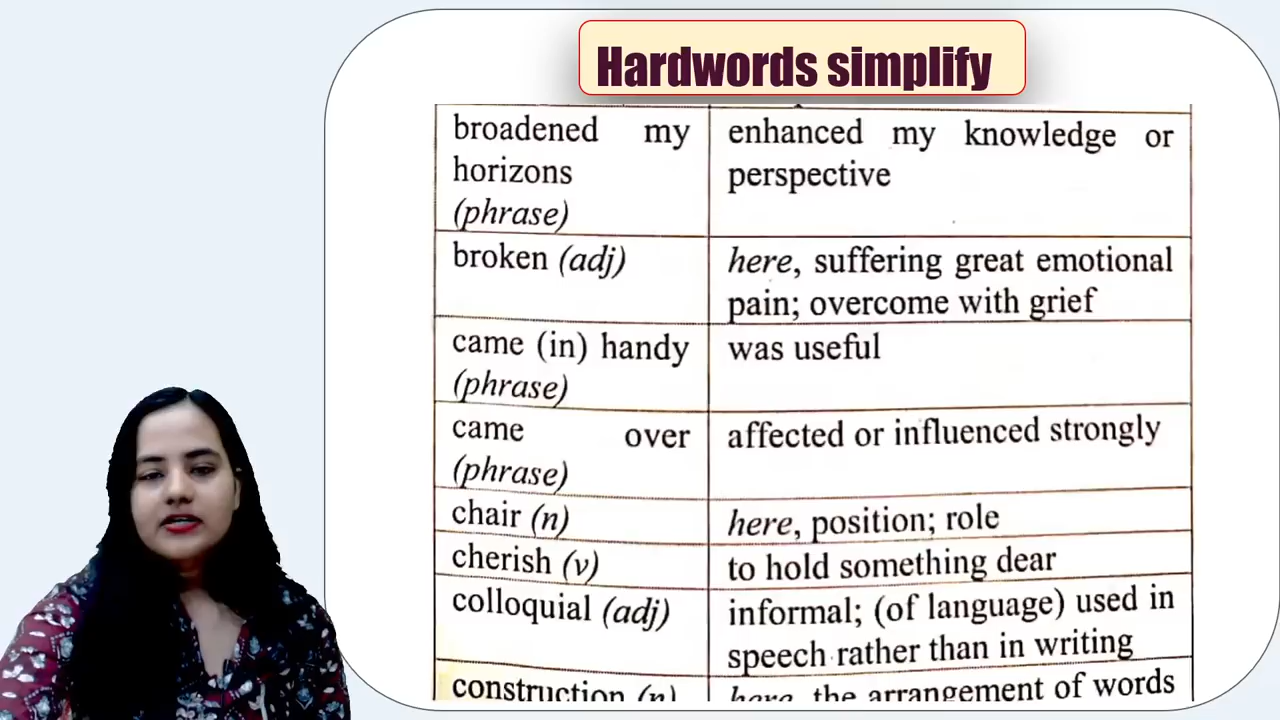 Hardwords simplify
broadened my enhanced my knowledge or
horizons perspective
(phrase)
broken (adj) here, suffering great emotional
pain; overcome with grief
came (in) handy was useful
(phrase)
came over affected or influenced strongly
(phrase)
chair (n) here, position; role
cherish (v) to hold something dear
colloquial (adj) informal; (of language) used in
speech rather than in writing
construction (n) here, the arrangement of words